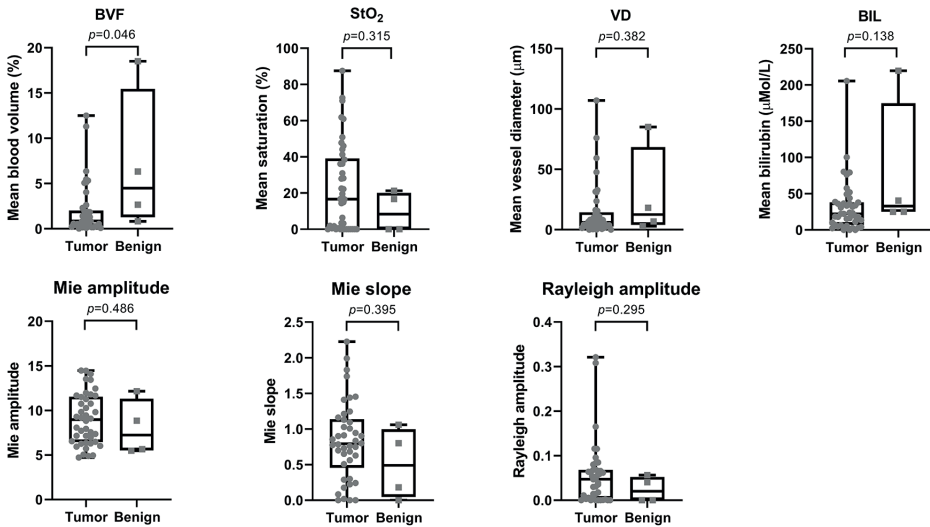 BVF
p=0.046
Mean blood volume (%)
20
15
10
5
0
Tumor Benign
StO₂
p=0.315
Mean saturation (%)
100
80
60
40
20
0
Tumor Benign
VD
p=0.382
Mean vessel diameter (μm)
150
100
50
0
Tumor Benign
BIL
p=0.138
Mean bilirubin (μMol/L)
250
200
150
100
50
0
Tumor Benign
Mie amplitude
p=0.486
Mie amplitude
20
15
10
5
0
Tumor Benign
Mie slope
p=0.395
Mie slope
2.5
2.0
1.5
1.0
0.5
0.0
Tumor Benign
Rayleigh amplitude
p=0.295
Rayleigh amplitude
0.4
0.3
0.2
0.1
0.0
Tumor Benign